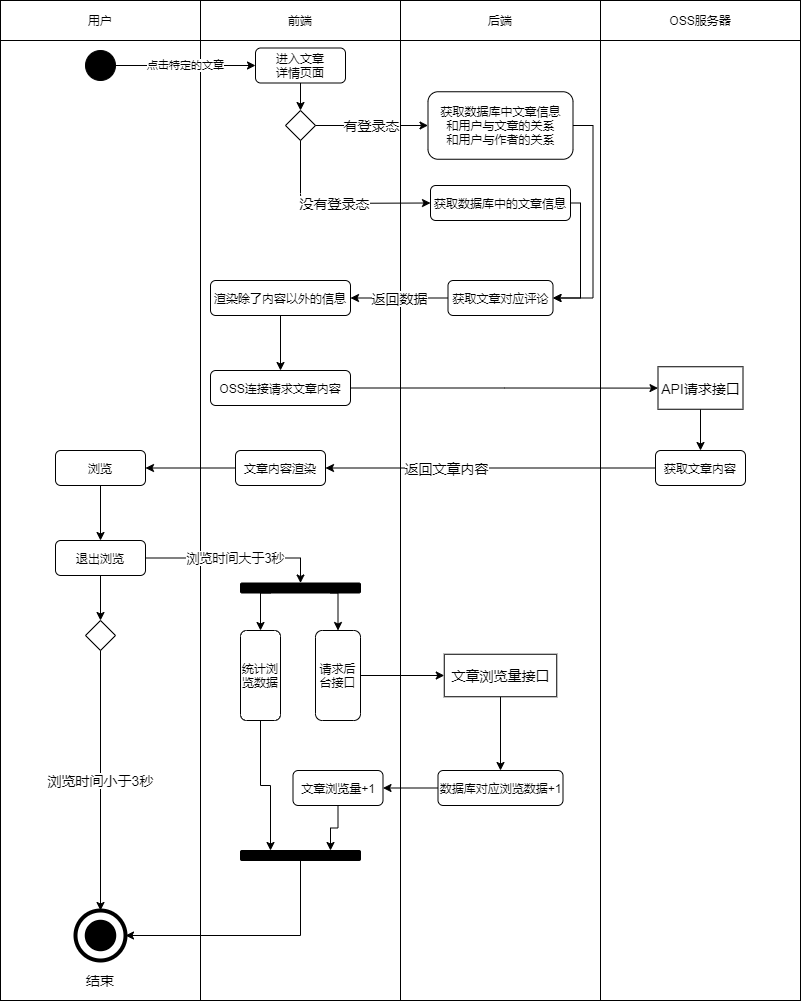 用户
前端
后端
OSS服务器
点击特定的文章
进入文章
详情页面
有登录态
获取数据库中文章信息
和用户与文章的关系
和用户与作者的关系
没有登录态
获取数据库中的文章信息
渲染除了内容以外的信息
返回数据
获取文章对应评论
OSS连接请求文章内容
API请求接口
浏览
文章内容渲染
返回文章内容
获取文章内容
退出浏览
浏览时间大于3秒
统计浏
览数据
请求后
台接口
文章浏览量接口
浏览时间小于3秒
文章浏览量+1
数据库对应浏览数据+1
结束